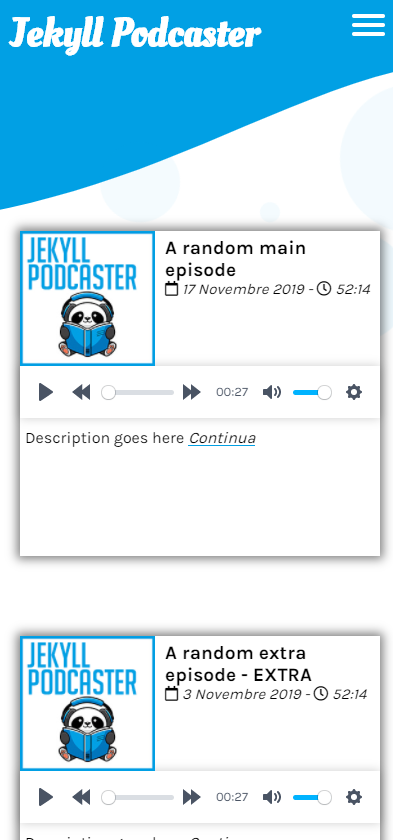 Jekyll Podcaster
JEKYLL
PODCASTER
A random main
episode
17 Novembre 2019 - 52:14
00:27
Description goes here Continua
JEKYLL
PODCASTER
A random extra
episode - EXTRA
3 Novembre 2019 - 52:14
00:27